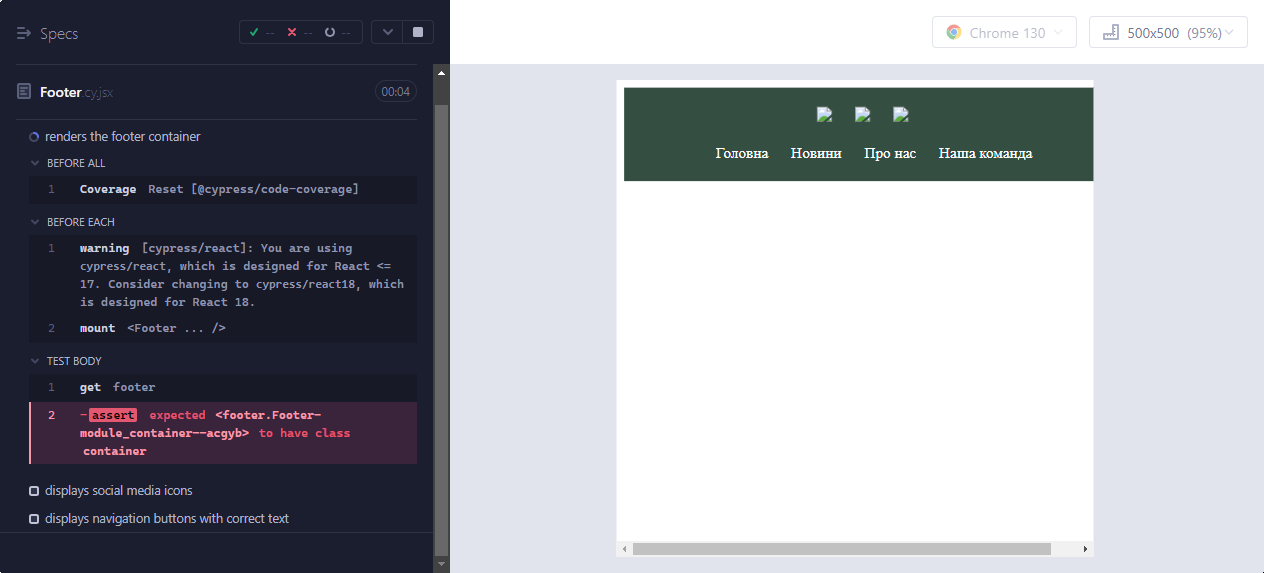 Specs
-- -- --
Chrome 130
500x500 (95%)
Footer.cy.jsx
00:04
renders the footer container
BEFORE ALL
1 Coverage Reset [@cypress/code-coverage]
BEFORE EACH
1 warning [cypress/react]: You are using
cypress/react, which is designed for React <=
17. Consider changing to cypress/react18, which
is designed for React 18.
2 mount <Footer ... />
TEST BODY
1 get footer
2 -assert expected <footer.Footer-
module_container--acgyb> to have class
container
displays social media icons
displays navigation buttons with correct text
Головна Новини Про нас Наша команда